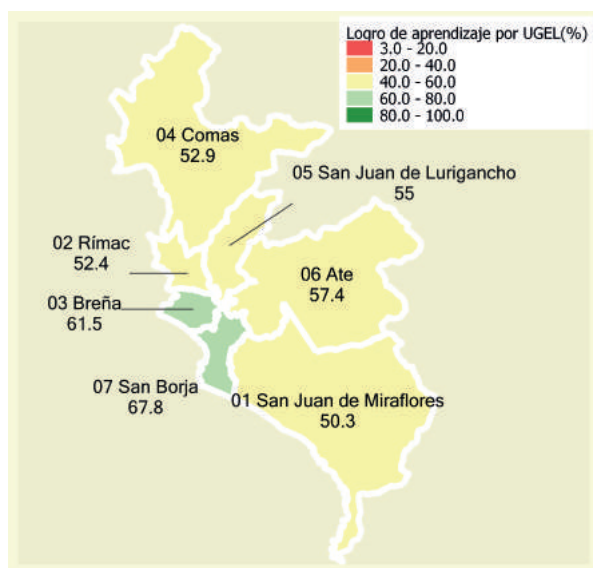 Logro de aprendizaje por UGEL(%)
3.0 - 20.0
20.0 - 40.0
40.0 - 60.0
60.0 - 80.0
80.0 - 100.0
04 Comas
52.9
05 San Juan de Lurigancho
55
02 Rímac
52.4
06 Ate
57.4
03 Breña
61.5
07 San Borja
67.8
01 San Juan de Miraflores
50.3